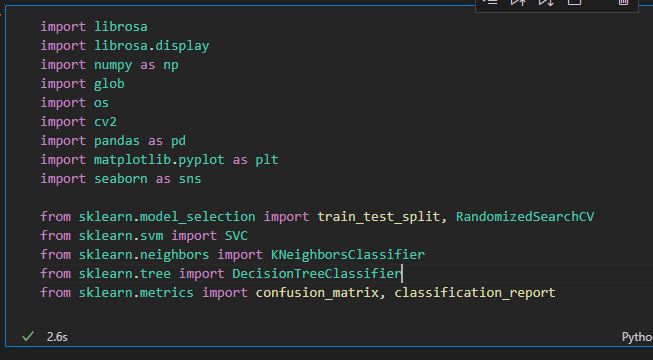 import librosa
import librosa.display
import numpy as np
import glob
import os
import cv2
import pandas as pd
import matplotlib.pyplot as plt
import seaborn as sns
from sklearn.model_selection import train_test_split, RandomizedSearchCV
from sklearn.svm import SVC
from sklearn.neighbors import KNeighborsClassifier
from sklearn.tree import DecisionTreeClassifier
from sklearn.metrics import confusion_matrix, classification_report
2.6s
Pytho